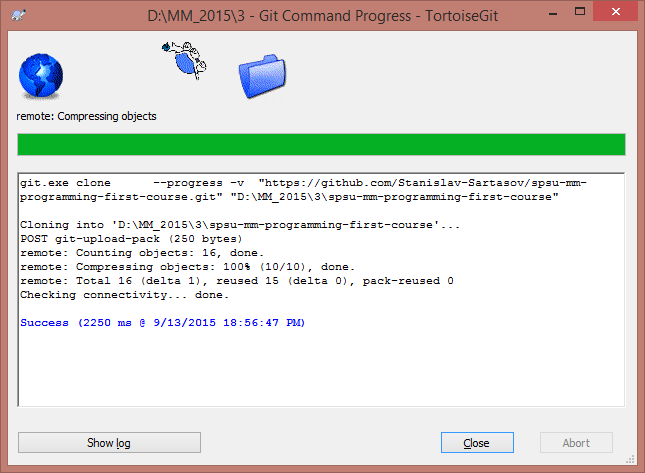 D:\MM_2015\3 - Git Command Progress - TortoiseGit
remote: Compressing objects
git.exe clone     --progress -v  "https://github.com/Stanislav-Sartasov/spsu-mm-
programming-first-course.git" "D:\MM_2015\3\spsu-mm-programming-first-course"
Cloning into 'D:\MM_2015\3\spsu-mm-programming-first-course'...
POST git-upload-pack (250 bytes)
remote: Counting objects: 16, done.
remote: Compressing objects: 100% (10/10), done.
remote: Total 16 (delta 1), reused 15 (delta 0), pack-reused 0
Checking connectivity... done.
Success (2250 ms @ 9/13/2015 18:56:47 PM)
Show log
Close
Abort